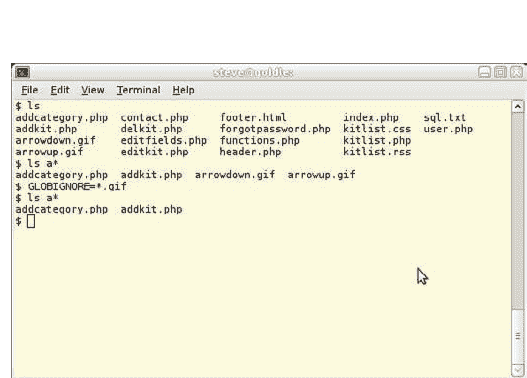 steve@goldlex
File Edit View Terminal Help
$ ls
addcategory.php contact.php footer.html index.php sql.txt
addkit.php delkit.php forgotpassword.php kitlist.css user.php
arrowdown.gif editfields.php functions.php kitlist.php
arrowup.gif editkit.php header.php kitlist.rss
$ ls a*
addcategory.php addkit.php arrowdown.gif arrowup.gif
$ GLOBIGNORE=*.gif
$ ls a*
addcategory.php addkit.php
$